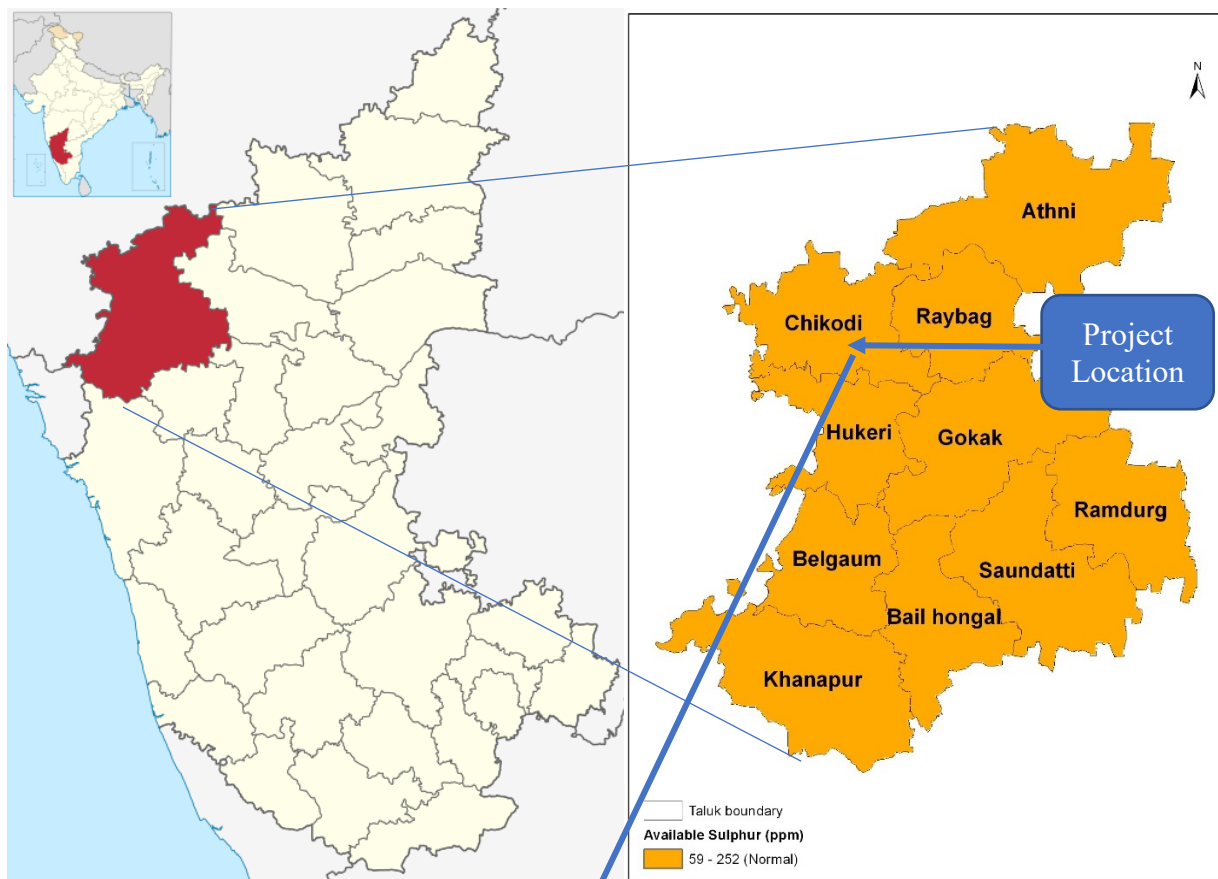 N
Athni
Chikodi
Raybag
Project
Location
Hukeri
Gokak
Ramdurg
Belgaum
Saundatti
Bail hongal
Khanapur
Taluk boundary
Available Sulphur (ppm)
59 - 252 (Normal)